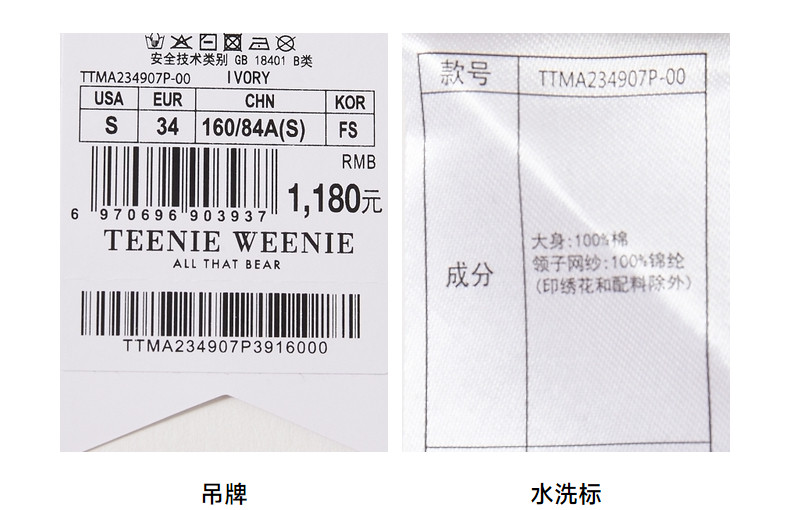 安全技术类别 GB 18401 B类
TTMA234907P-00 IVORY
USA EUR CHN KOR
S 34 160/84A(S) FS
RMB
1,180元
6 970696 903937
TEENIE WEENIE
ALL THAT BEAR
TTMA234907P3916000
吊牌
款号 TTMA234907P-00
成分
大身:100%棉
领子网纱:100%锦纶
(印绣花和配料除外)
水洗标